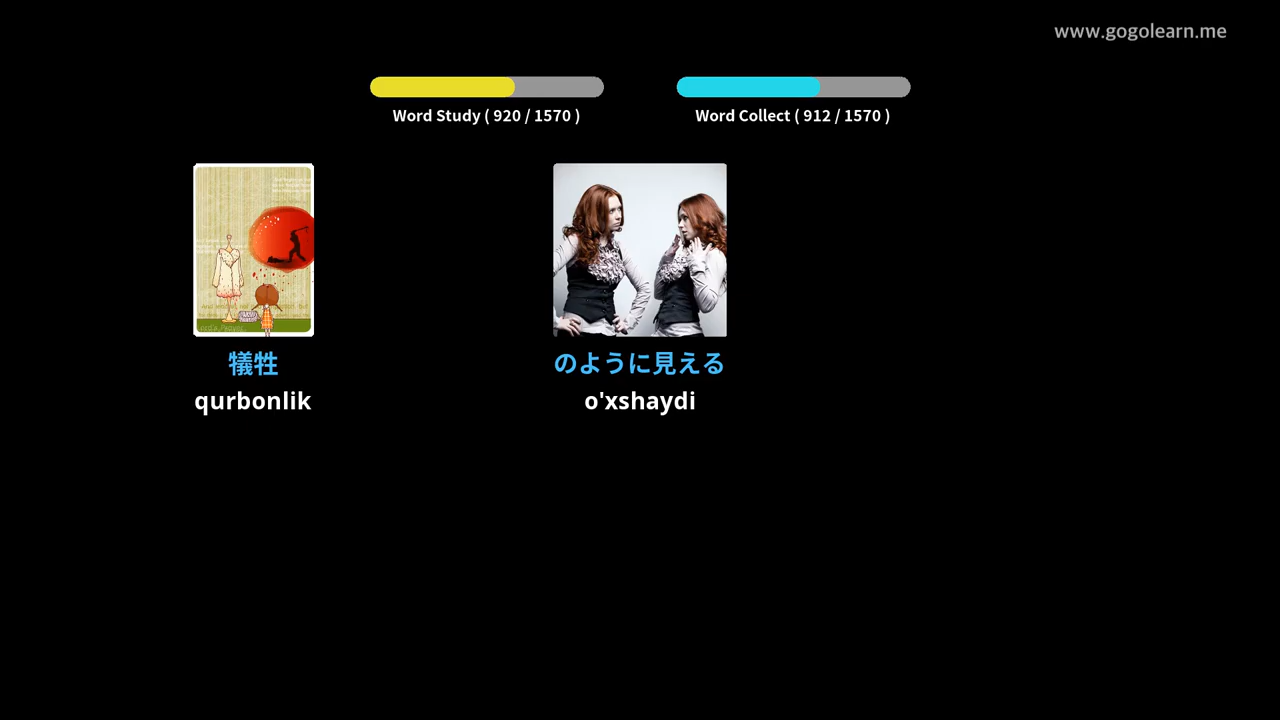 www.gogolearn.me
Word Study ( 920 / 1570 )
Word Collect ( 912 / 1570 )
犠牲
qurbonlik
のように見える
o'xshaydi